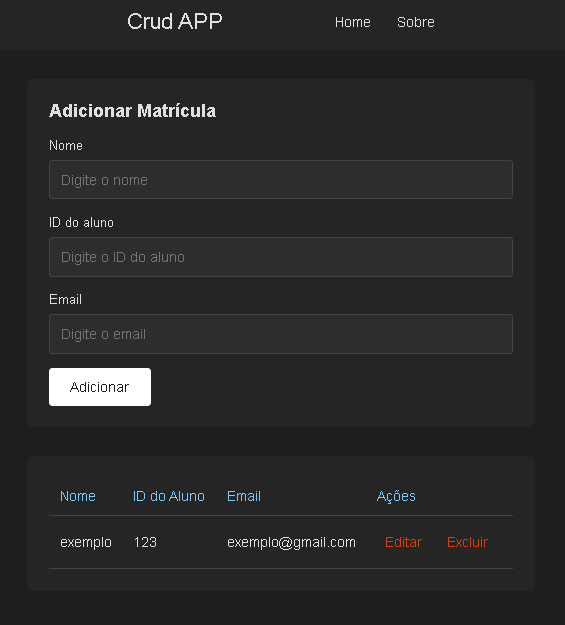 Crud APP Home Sobre
Adicionar Matrícula
Nome
Digite o nome
ID do aluno
Digite o ID do aluno
Email
Digite o email
Adicionar
Nome ID do Aluno Email Ações
exemplo 123 exemplo@gmail.com Editar Excluir